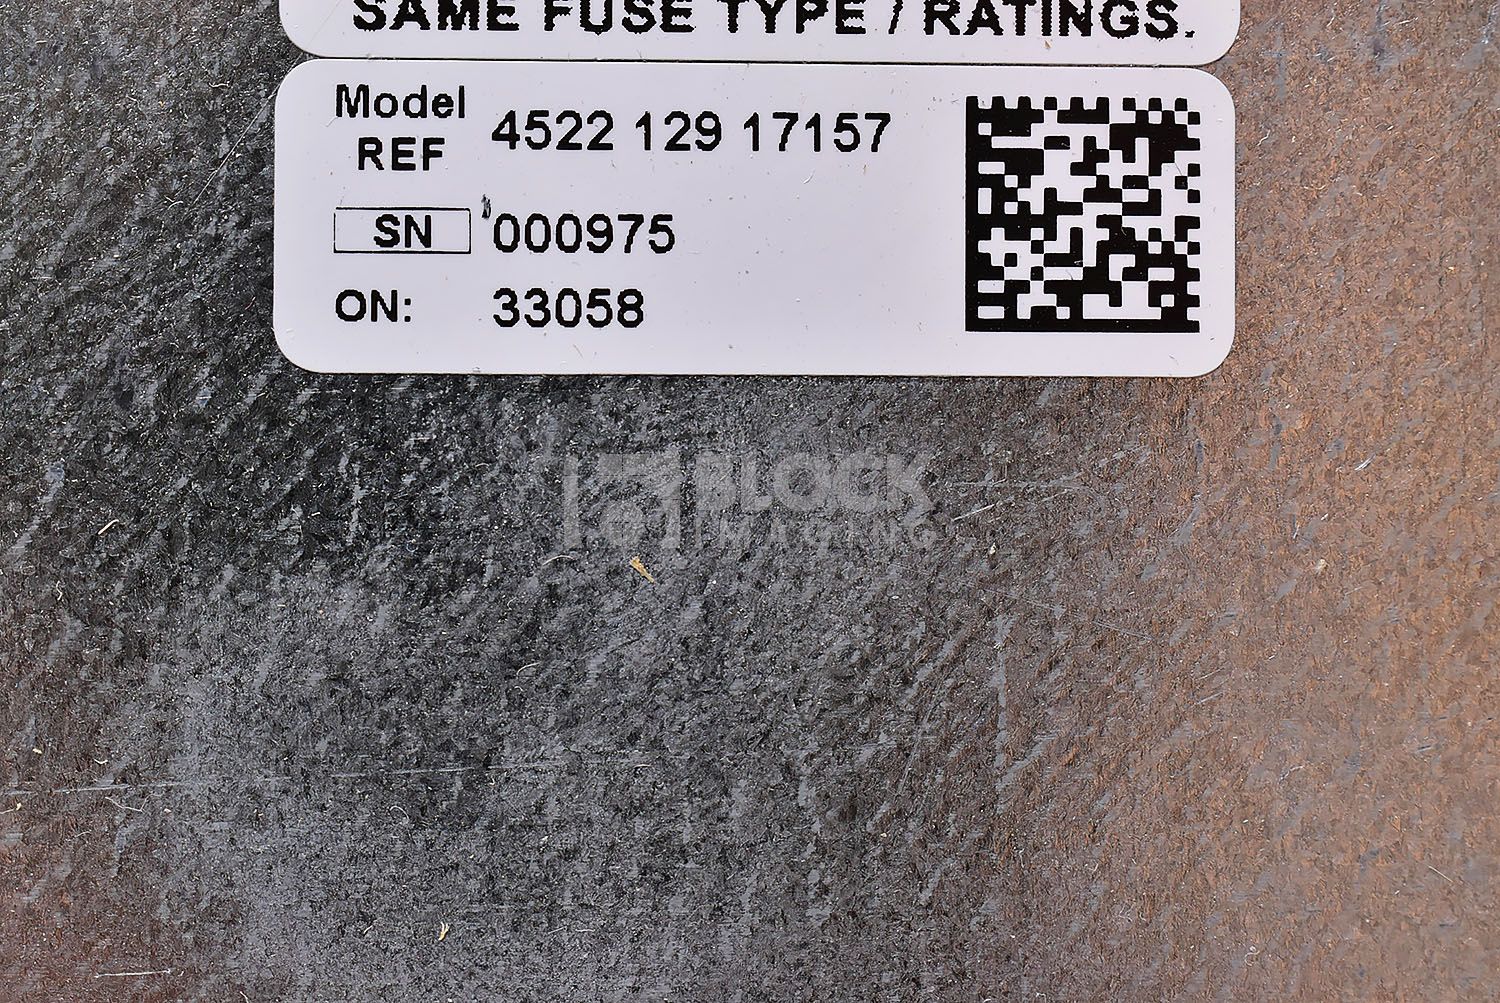 SAME FUSE TYPE / RATINGS.
Model
REF
4522 129 17157
SN
000975
ON:
33058
BLOCK
IMAGING